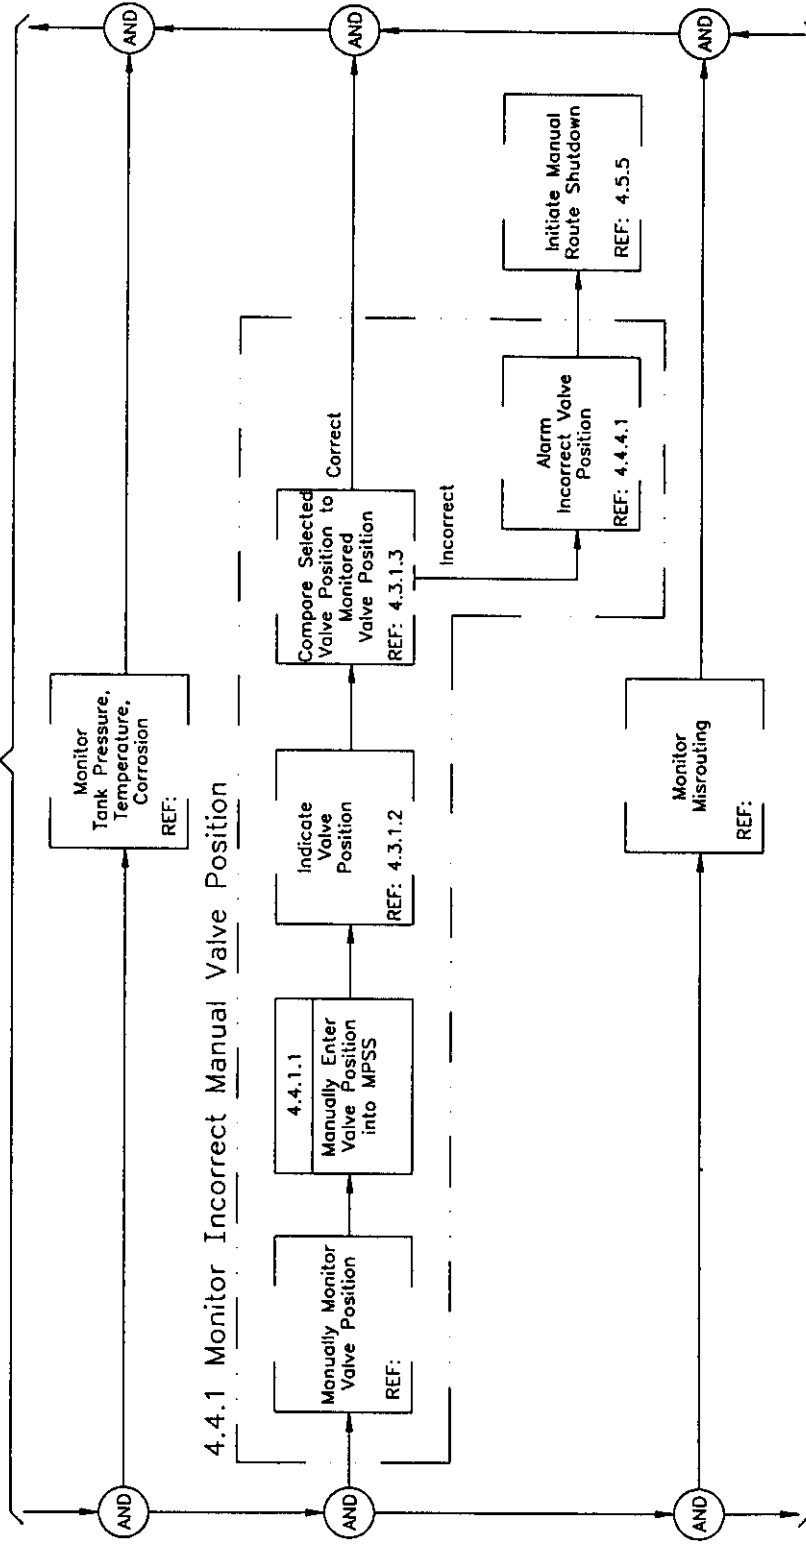 AND
Monitor
Tank Pressure,
Temperature,
Corrosion
REF:
AND
4.4.1 Monitor Incorrect Manual Valve Position
AND
Manually Monitor
Valve Position
REF:
4.4.1.1
Manually Enter
Valve Position
into MPSS
Indicate
Valve
Position
REF: 4.3.1.2
Compare Selected
Valve Position to
Monitored
Valve Position
REF: 4.3.1.3
Correct
AND
Incorrect
Alarm
Incorrect Valve
Position
REF: 4.4.4.1
Initiate Manual
Route Shutdown
REF: 4.5.5
AND
Monitor
Misrouting
REF:
AND